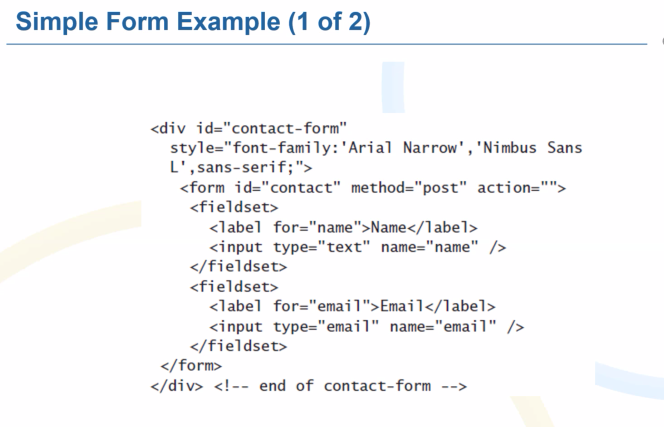 Simple Form Example (1 of 2)
<div id="contact-form"
style="font-family:'Arial Narrow','Nimbus Sans
L',sans-serif;">
<form id="contact" method="post" action="">
<fieldset>
<label for="name">Name</label>
<input type="text" name="name" />
</fieldset>
<fieldset>
<label for="email">Email</label>
<input type="email" name="email" />
</fieldset>
</form>
</div> <!-- end of contact-form -->